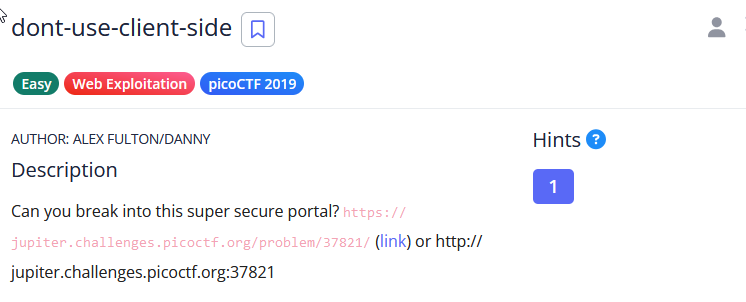 dont-use-client-side
Easy Web Exploitation picoCTF 2019
AUTHOR: ALEX FULTON/DANNY
Hints ?
Description
1
Can you break into this super secure portal? https://
jupiter.challenges.picoctf.org/problem/37821/ (link) or http://
jupiter.challenges.picoctf.org:37821